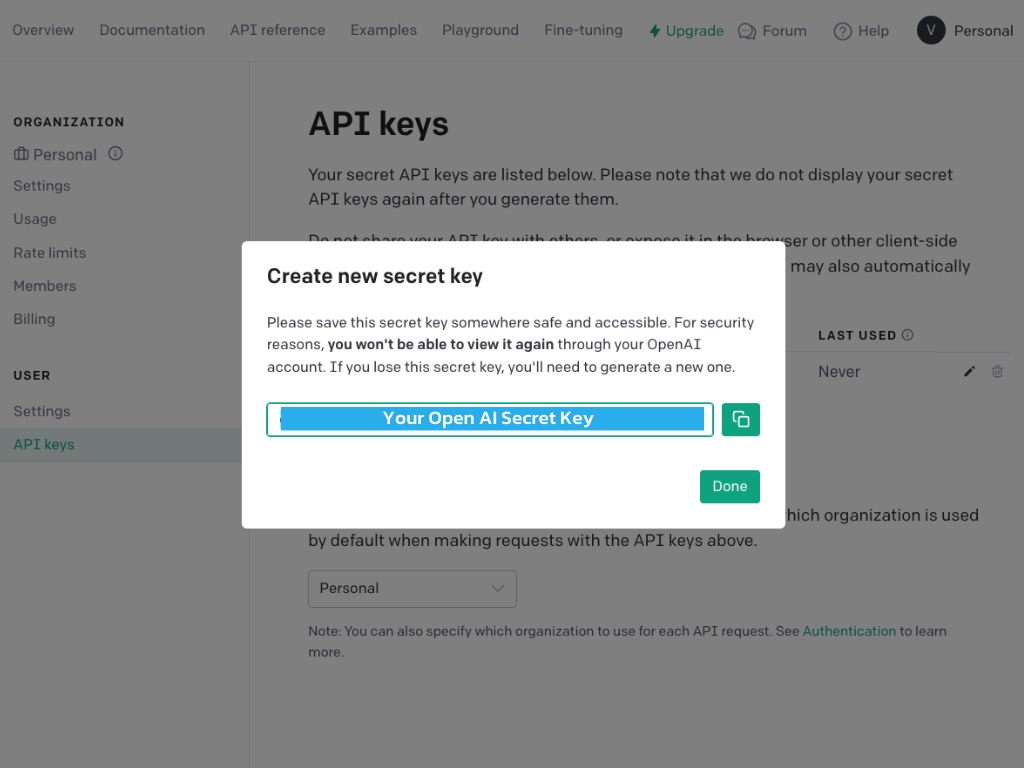 Overview Documentation API reference Examples Playground Fine-tuning Upgrade Forum Help V Personal
ORGANIZATION
Personal
Settings
Usage
Rate limits
Members
Billing
USER
Settings
API keys
API keys
Your secret API keys are listed below. Please note that we do not display your secret
API keys again after you generate them.
Do not share your API key with others, or expose it in the browser or other client-side
may also automatically
LAST USED
Never
Create new secret key
Please save this secret key somewhere safe and accessible. For security
reasons, you won't be able to view it again through your OpenAI
account. If you lose this secret key, you'll need to generate a new one.
Your Open AI Secret Key
Done
which organization is used
by default when making requests with the API keys above.
Personal
Note: You can also specify which organization to use for each API request. See Authentication to learn
more.